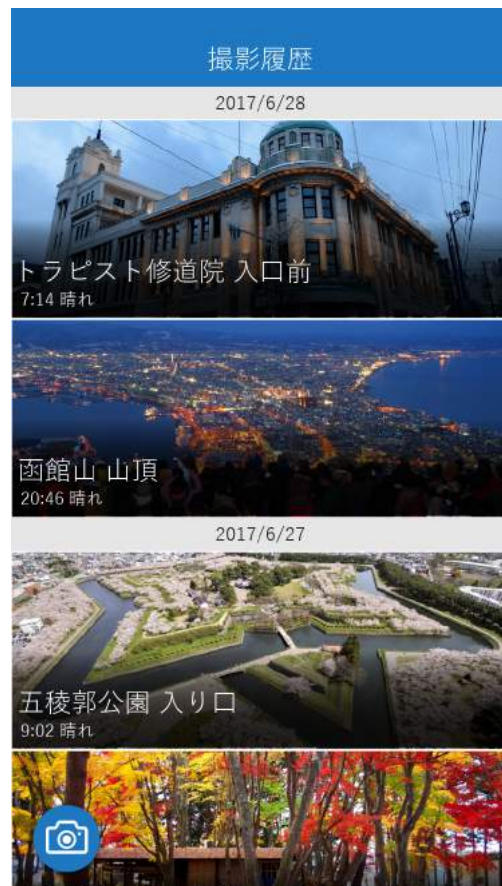 撮影履歴
2017/6/28
トラピスト修道院 入口前
7:14 晴れ
函館山 山頂
20:46 晴れ
2017/6/27
五稜郭公園 入り口
9:02 晴れ